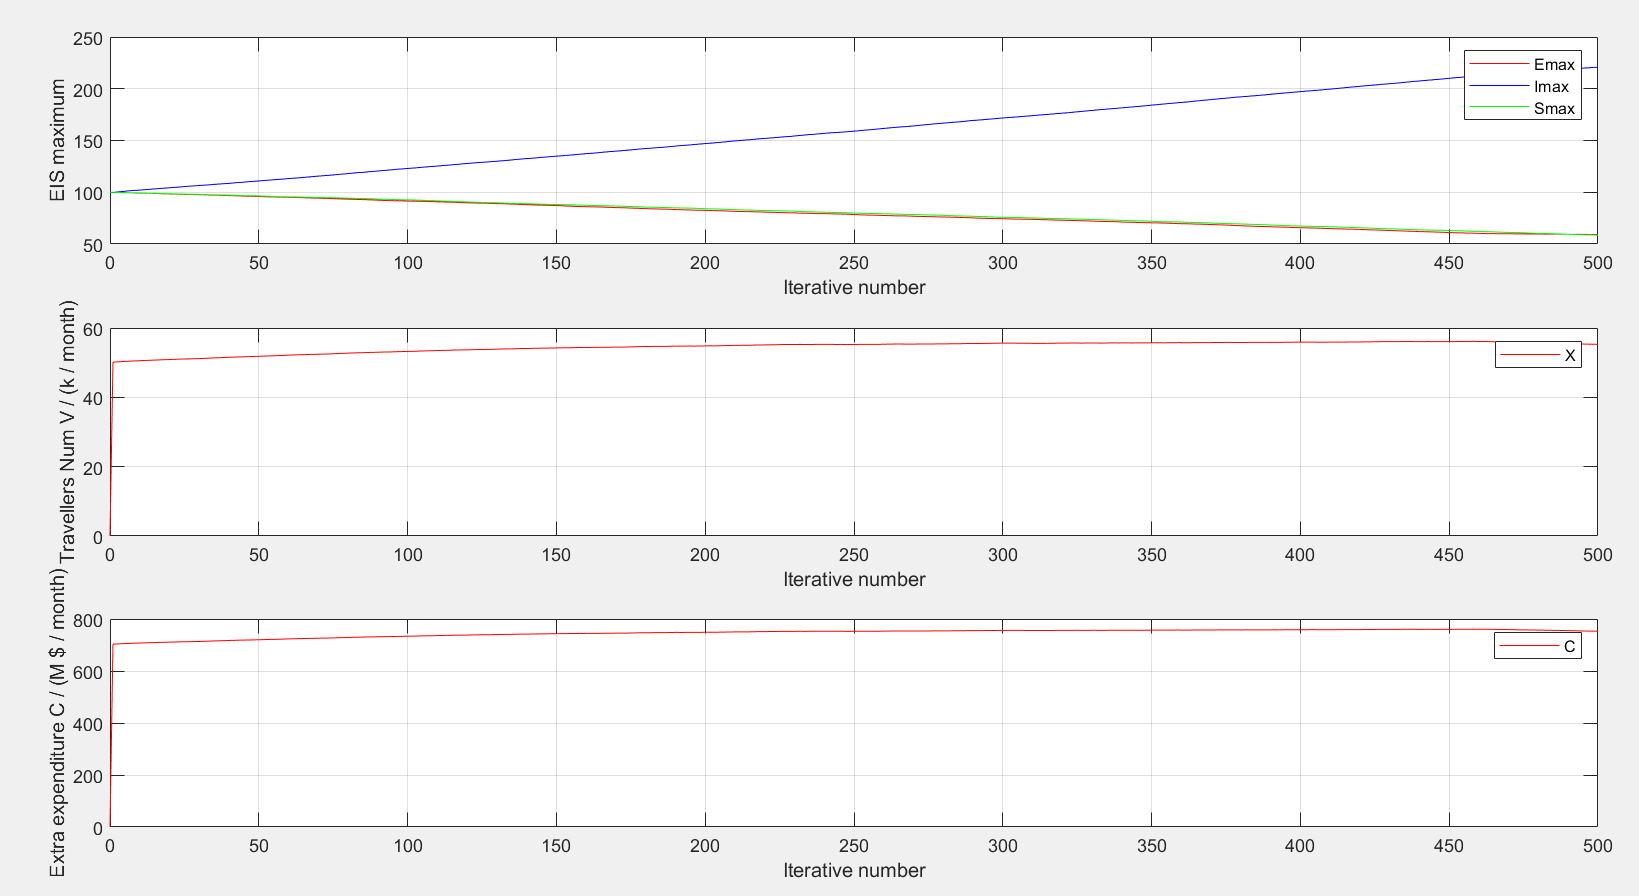 250
200
150
100
50
EIS maximum
Emax
Imax
Smax
0 50 100 150 200 250 300 350 400 450 500
Iterative number
60
40
20
0
Travellers Num V / (k / month)
X
0 50 100 150 200 250 300 350 400 450 500
Iterative number
800
600
400
200
0
Extra expenditure C / (M $ / month)
C
0 50 100 150 200 250 300 350 400 450 500
Iterative number